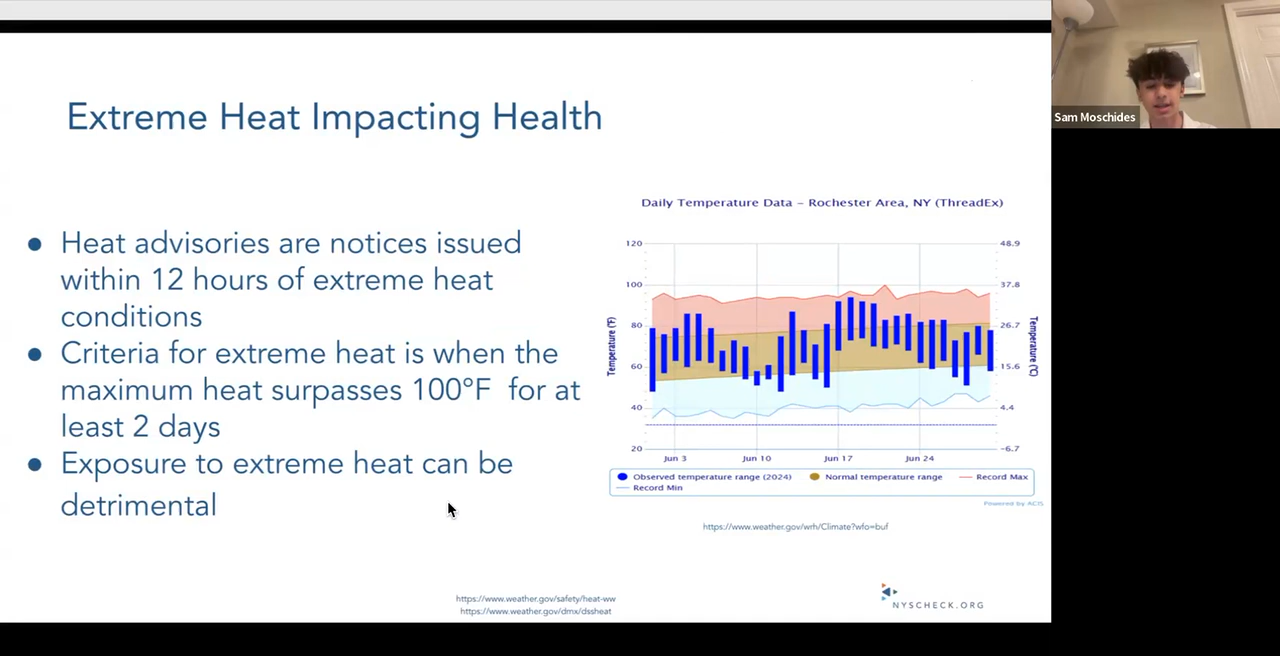 Extreme Heat Impacting Health
Sam Moschides
● Heat advisories are notices issued
within 12 hours of extreme heat
conditions
● Criteria for extreme heat is when the
maximum heat surpasses 100°F for at
least 2 days
● Exposure to extreme heat can be
detrimental
Daily Temperature Data – Rochester Area, NY (ThreadEx)
Temperature (°F)
120
100
80
60
40
20
48.9
37.8
26.7
15.6
4.4
-6.7
Temperature (°C)
Jun 3 Jun 10 Jun 17 Jun 24
Observed temperature range (2024) Normal temperature range Record Max
Record Min
Powered by ACIS
https://www.weather.gov/wrh/Climate?wfo=buf
https://www.weather.gov/safety/heat-ww
https://www.weather.gov/dmx/dssheat
NYSCHECK.ORG